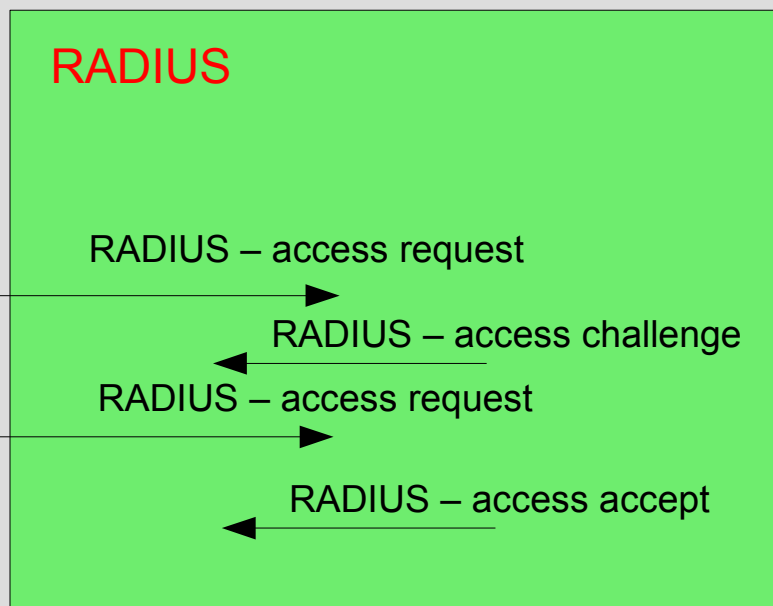 RADIUS
RADIUS – access request
RADIUS – access challenge
RADIUS – access request
RADIUS – access accept